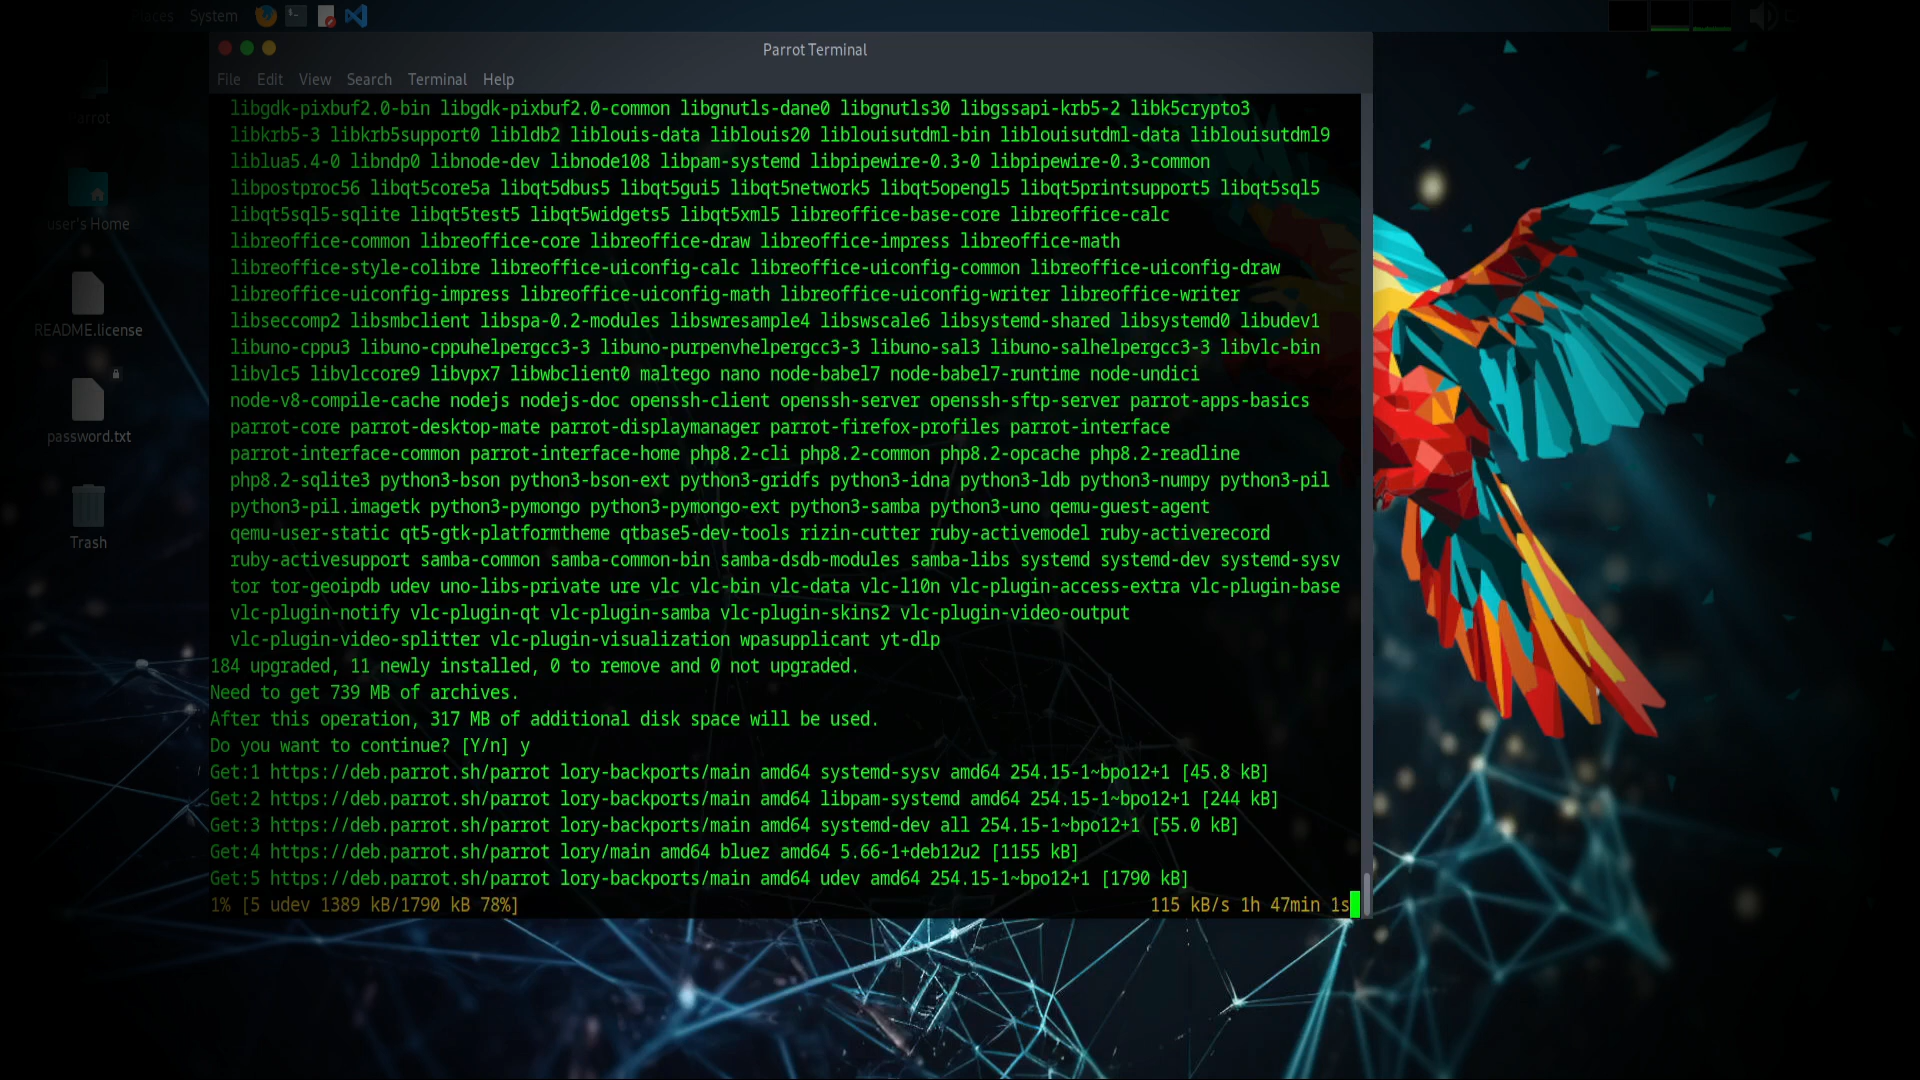 Places System
Parrot Terminal
File Edit View Search Terminal Help
Parrot
user's Home
README.license
password.txt
Trash
libgdk-pixbuf2.0-bin libgdk-pixbuf2.0-common libgnutls-dane0 libgnutls30 libgssapi-krb5-2 libk5crypto3
libkrb5-3 libkrb5support0 libldb2 liblouis-data liblouis20 liblouisutdml-bin liblouisutdml-data liblouisutdml9
liblua5.4-0 libndp0 libnode-dev libnode108 libpam-systemd libpipewire-0.3-0 libpipewire-0.3-common
libpostproc56 libqt5core5a libqt5dbus5 libqt5gui5 libqt5network5 libqt5opengl5 libqt5printsupport5 libqt5sql5
libqt5sql5-sqlite libqt5test5 libqt5widgets5 libqt5xml5 libreoffice-base-core libreoffice-calc
libreoffice-common libreoffice-core libreoffice-draw libreoffice-impress libreoffice-math
libreoffice-style-colibre libreoffice-uiconfig-calc libreoffice-uiconfig-common libreoffice-uiconfig-draw
libreoffice-uiconfig-impress libreoffice-uiconfig-math libreoffice-uiconfig-writer libreoffice-writer
libseccomp2 libsmbclient libspa-0.2-modules libswresample4 libswscale6 libsystemd-shared libsystemd0 libudev1
libuno-cppu3 libuno-cppuhelpergcc3-3 libuno-purpenvhelpergcc3-3 libuno-sal3 libuno-salhelpergcc3-3 libvlc-bin
libvlc5 libvlccore9 libvpx7 libwbclient0 maltego nano node-babel7 node-babel7-runtime node-undici
node-v8-compile-cache nodejs nodejs-doc openssh-client openssh-server openssh-sftp-server parrot-apps-basics
parrot-core parrot-desktop-mate parrot-displaymanager parrot-firefox-profiles parrot-interface
parrot-interface-common parrot-interface-home php8.2-cli php8.2-common php8.2-opcache php8.2-readline
php8.2-sqlite3 python3-bson python3-bson-ext python3-gridfs python3-idna python3-ldb python3-numpy python3-pil
python3-pil.imagetk python3-pymongo python3-pymongo-ext python3-samba python3-uno qemu-guest-agent
qemu-user-static qt5-gtk-platformtheme qtbase5-dev-tools rizin-cutter ruby-activemodel ruby-activerecord
ruby-activesupport samba-common samba-common-bin samba-dsdb-modules samba-libs systemd systemd-dev systemd-sysv
tor tor-geoipdb udev uno-libs-private ure vlc vlc-bin vlc-data vlc-l10n vlc-plugin-access-extra vlc-plugin-base
vlc-plugin-notify vlc-plugin-qt vlc-plugin-samba vlc-plugin-skins2 vlc-plugin-video-output
vlc-plugin-video-splitter vlc-plugin-visualization wpasupplicant yt-dlp
184 upgraded, 11 newly installed, 0 to remove and 0 not upgraded.
Need to get 739 MB of archives.
After this operation, 317 MB of additional disk space will be used.
Do you want to continue? [Y/n] y
Get:1 https://deb.parrot.sh/parrot lory-backports/main amd64 systemd-sysv amd64 254.15-1~bpo12+1 [45.8 kB]
Get:2 https://deb.parrot.sh/parrot lory-backports/main amd64 libpam-systemd amd64 254.15-1~bpo12+1 [244 kB]
Get:3 https://deb.parrot.sh/parrot lory-backports/main amd64 systemd-dev all 254.15-1~bpo12+1 [55.0 kB]
Get:4 https://deb.parrot.sh/parrot lory/main amd64 bluez amd64 5.66-1+deb12u2 [1155 kB]
Get:5 https://deb.parrot.sh/parrot lory-backports/main amd64 udev amd64 254.15-1~bpo12+1 [1790 kB]
1% [5 udev 1389 kB/1790 kB 78%] 115 kB/s 1h 47min 1s